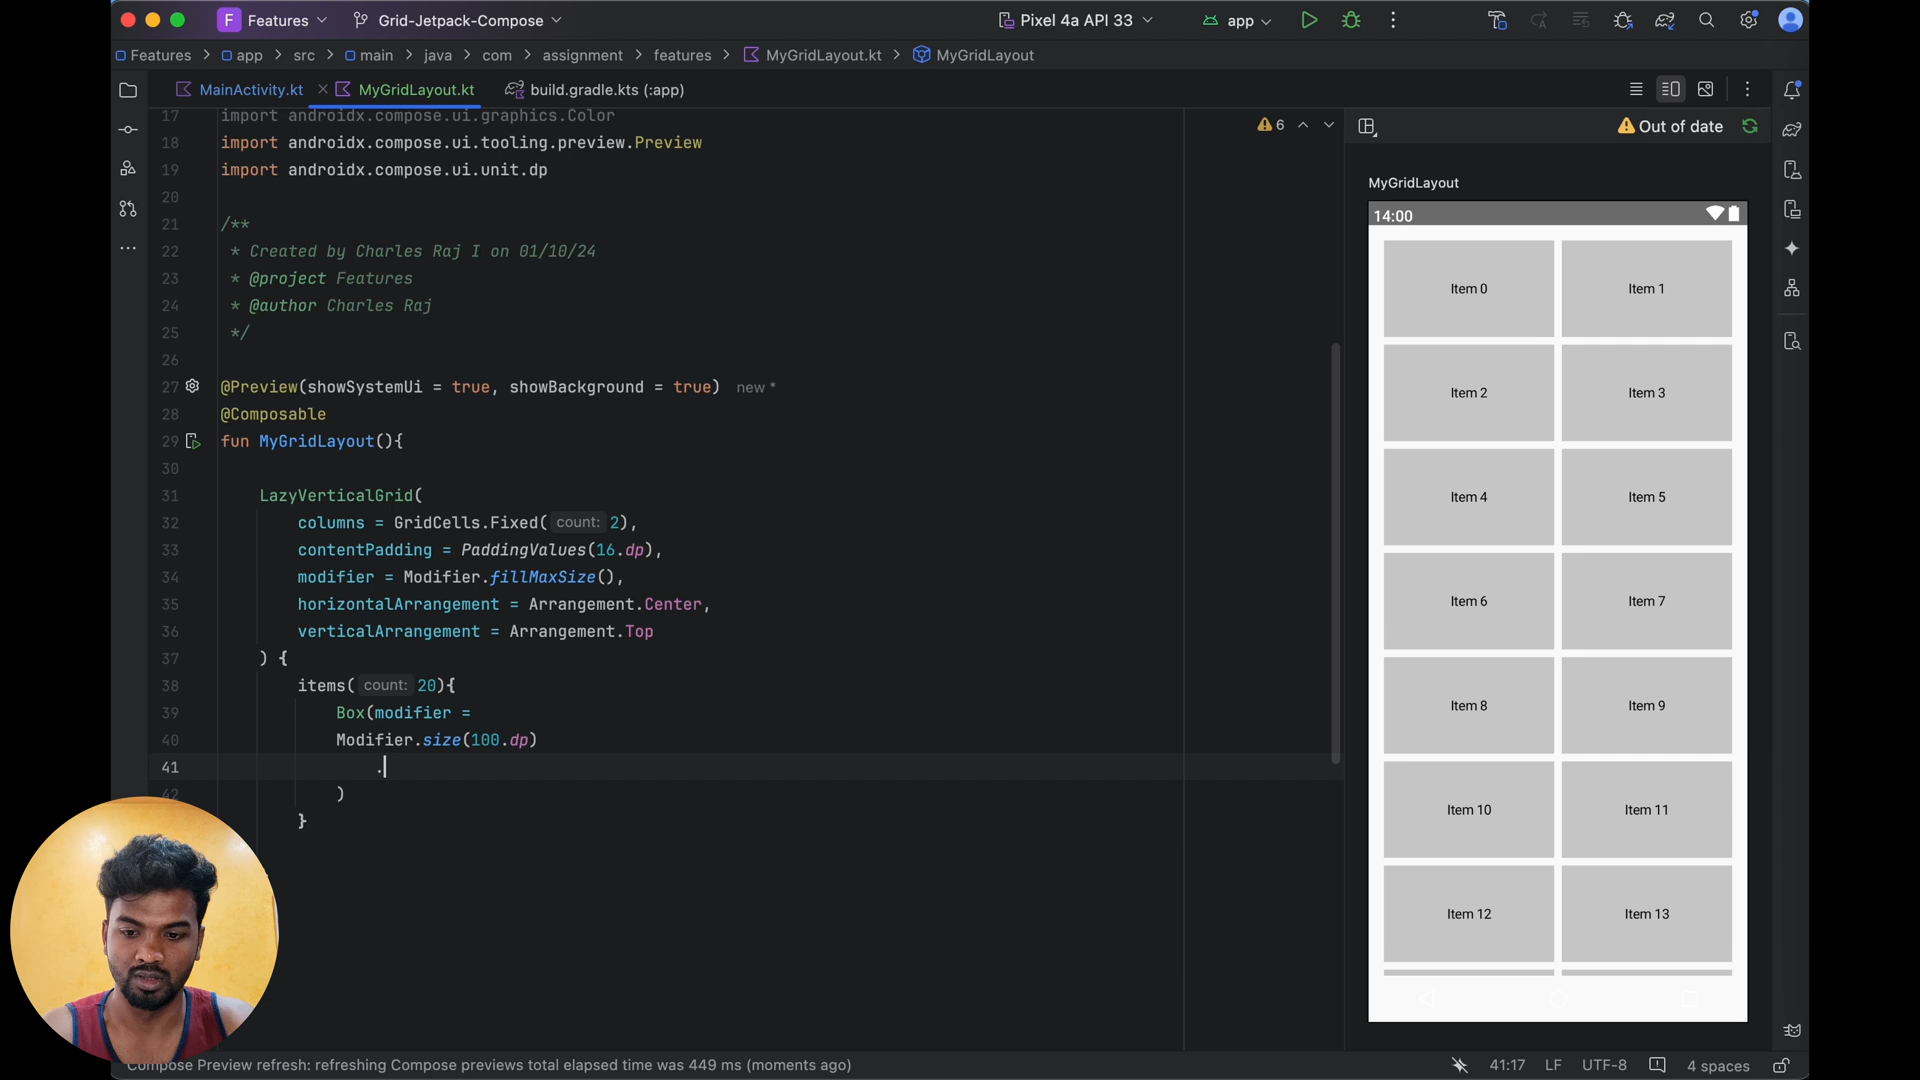 F Features Grid-Jetpack-Compose Pixel 4a API 33 app
Features app src main java com assignment features MyGridLayout.kt MyGridLayout
MainActivity.kt MyGridLayout.kt build.gradle.kts (:app)
17 import androidx.compose.ui.graphics.Color
18 import androidx.compose.ui.tooling.preview.Preview
19 import androidx.compose.ui.unit.dp
20
21 /**
22 * Created by Charles Raj I on 01/10/24
23 * @project Features
24 * @author Charles Raj
25 */
26
27 @Preview(showSystemUi = true, showBackground = true) new *
28 @Composable
29 fun MyGridLayout(){
30
31 LazyVerticalGrid(
32 columns = GridCells.Fixed( count: 2),
33 contentPadding = PaddingValues(16.dp),
34 modifier = Modifier.fillMaxSize(),
35 horizontalArrangement = Arrangement.Center,
36 verticalArrangement = Arrangement.Top
37 ) {
38 items( count: 20){
39 Box(modifier =
40 Modifier.size(100.dp)
41 .
42 )
}
6
Out of date
MyGridLayout
14:00
Item 0 Item 1
Item 2 Item 3
Item 4 Item 5
Item 6 Item 7
Item 8 Item 9
Item 10 Item 11
Item 12 Item 13
Compose Preview refresh: refreshing Compose previews total elapsed time was 449 ms (moments ago)
41:17 LF UTF-8 4 spaces